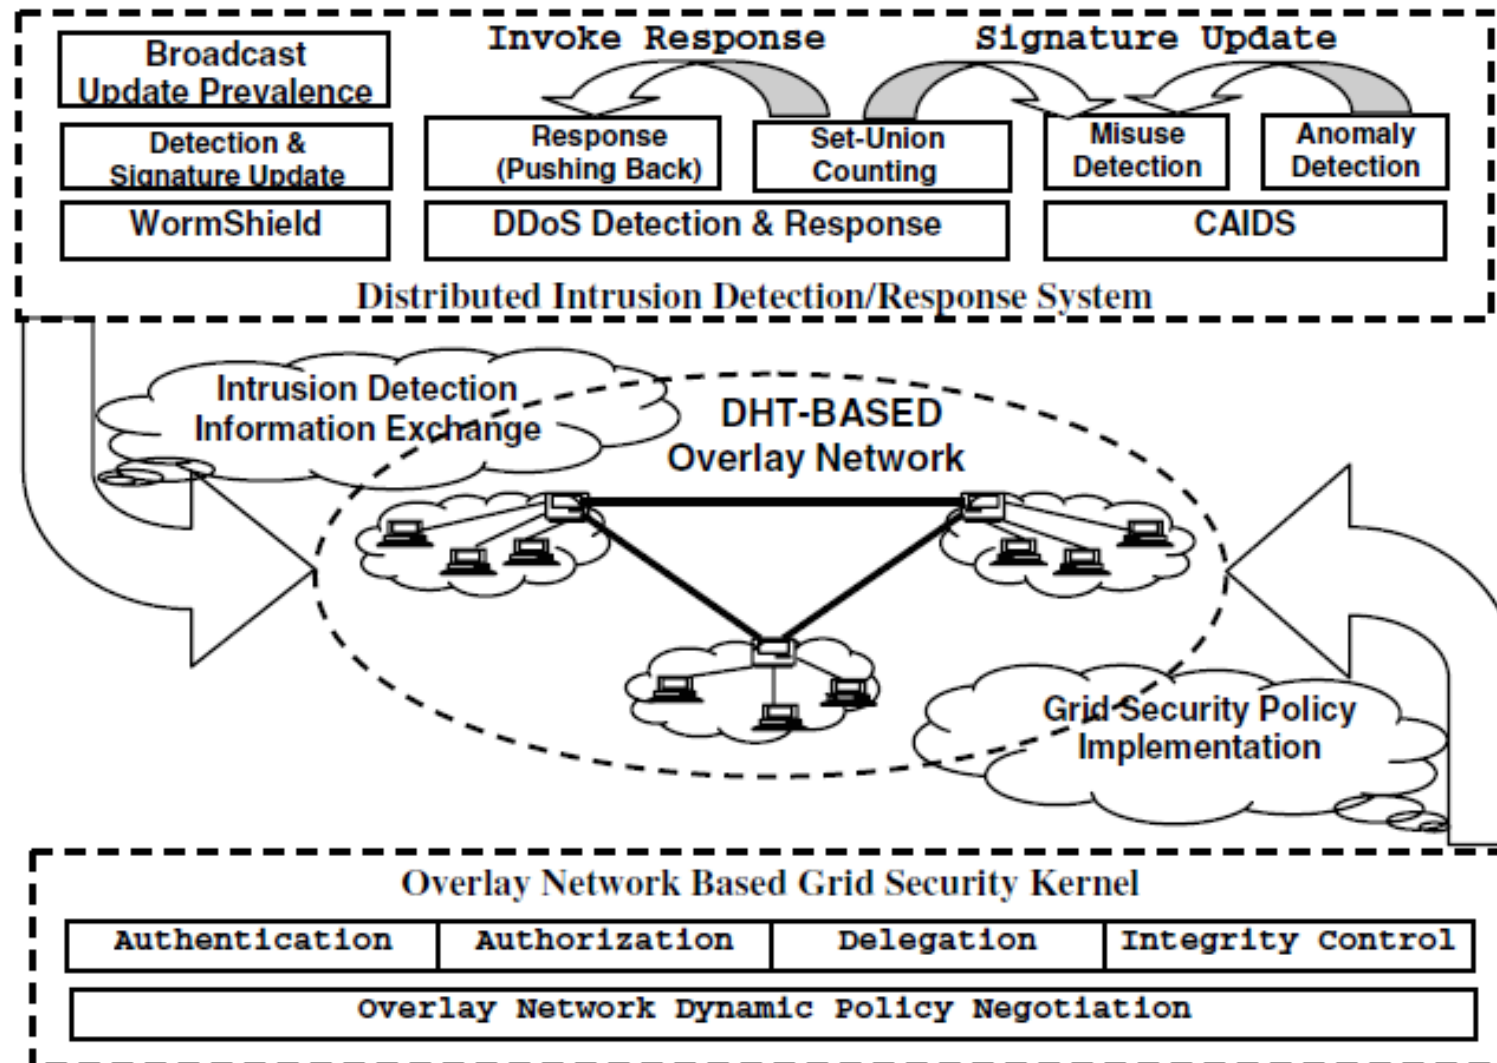 Invoke Response
Signature Update
Broadcast
Update Prevalence
Detection &
Signature Update
WormShield
Response
(Pushing Back)
Set-Union
Counting
DDoS Detection & Response
Misuse
Detection
Anomaly
Detection
CAIDS
Distributed Intrusion Detection/Response System
Intrusion Detection
Information Exchange
DHT-BASED
Overlay Network
Grid Security Policy
Implementation
Overlay Network Based Grid Security Kernel
Authentication
Authorization
Delegation
Integrity Control
Overlay Network Dynamic Policy Negotiation